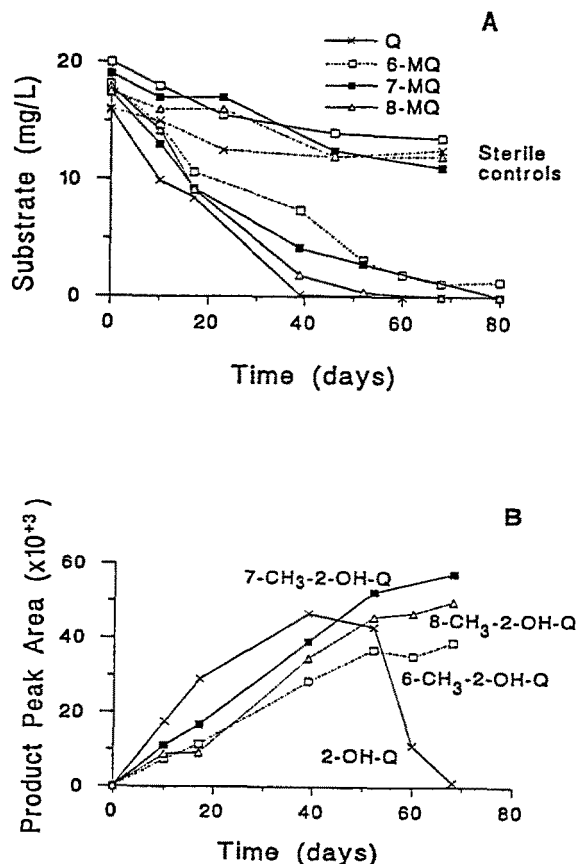 A
Q
6-MQ
7-MQ
8-MQ
Sterile
controls
20
10
0
Substrate (mg/L)
0 20 40 60 80
Time (days)
B
60
40
20
0
Product Peak Area (x10⁺³)
7-CH₃-2-OH-Q
8-CH₃-2-OH-Q
6-CH₃-2-OH-Q
2-OH-Q
0 20 40 60 80
Time (days)